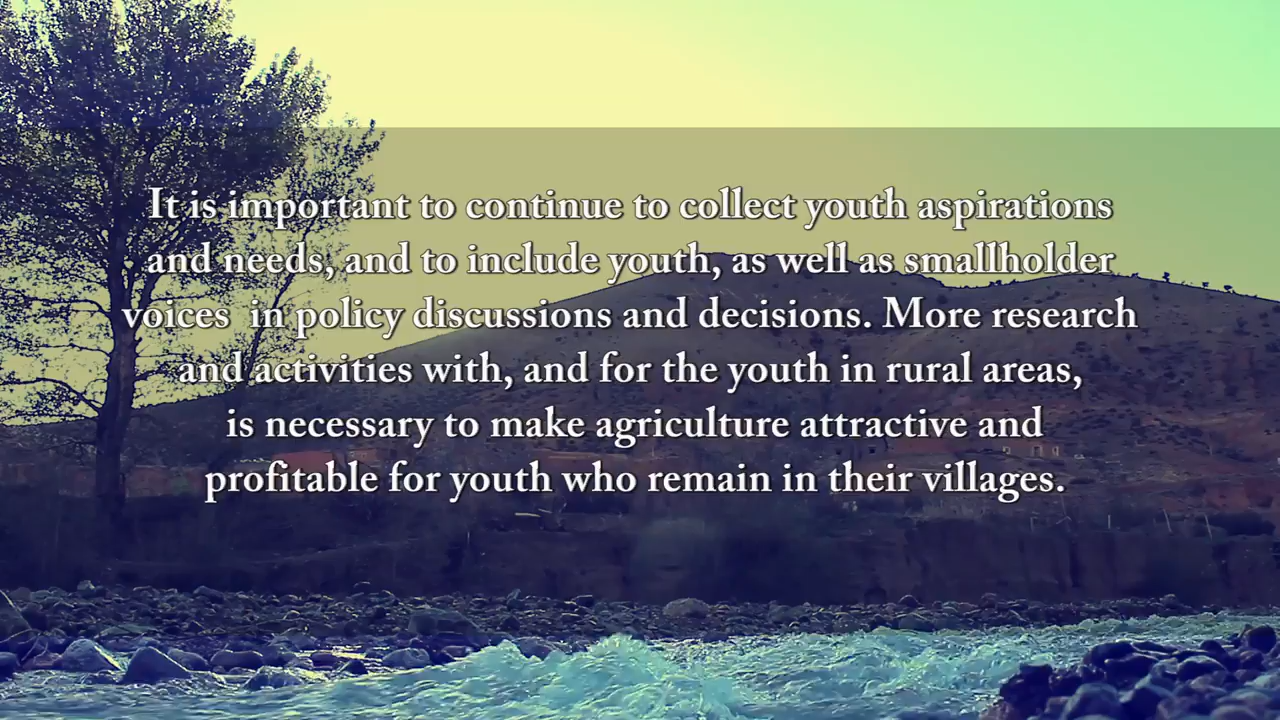 It is important to continue to collect youth aspirations
and needs, and to include youth, as well as smallholder
voices  in policy discussions and decisions. More research
and activities with, and for the youth in rural areas,
is necessary to make agriculture attractive and
profitable for youth who remain in their villages.